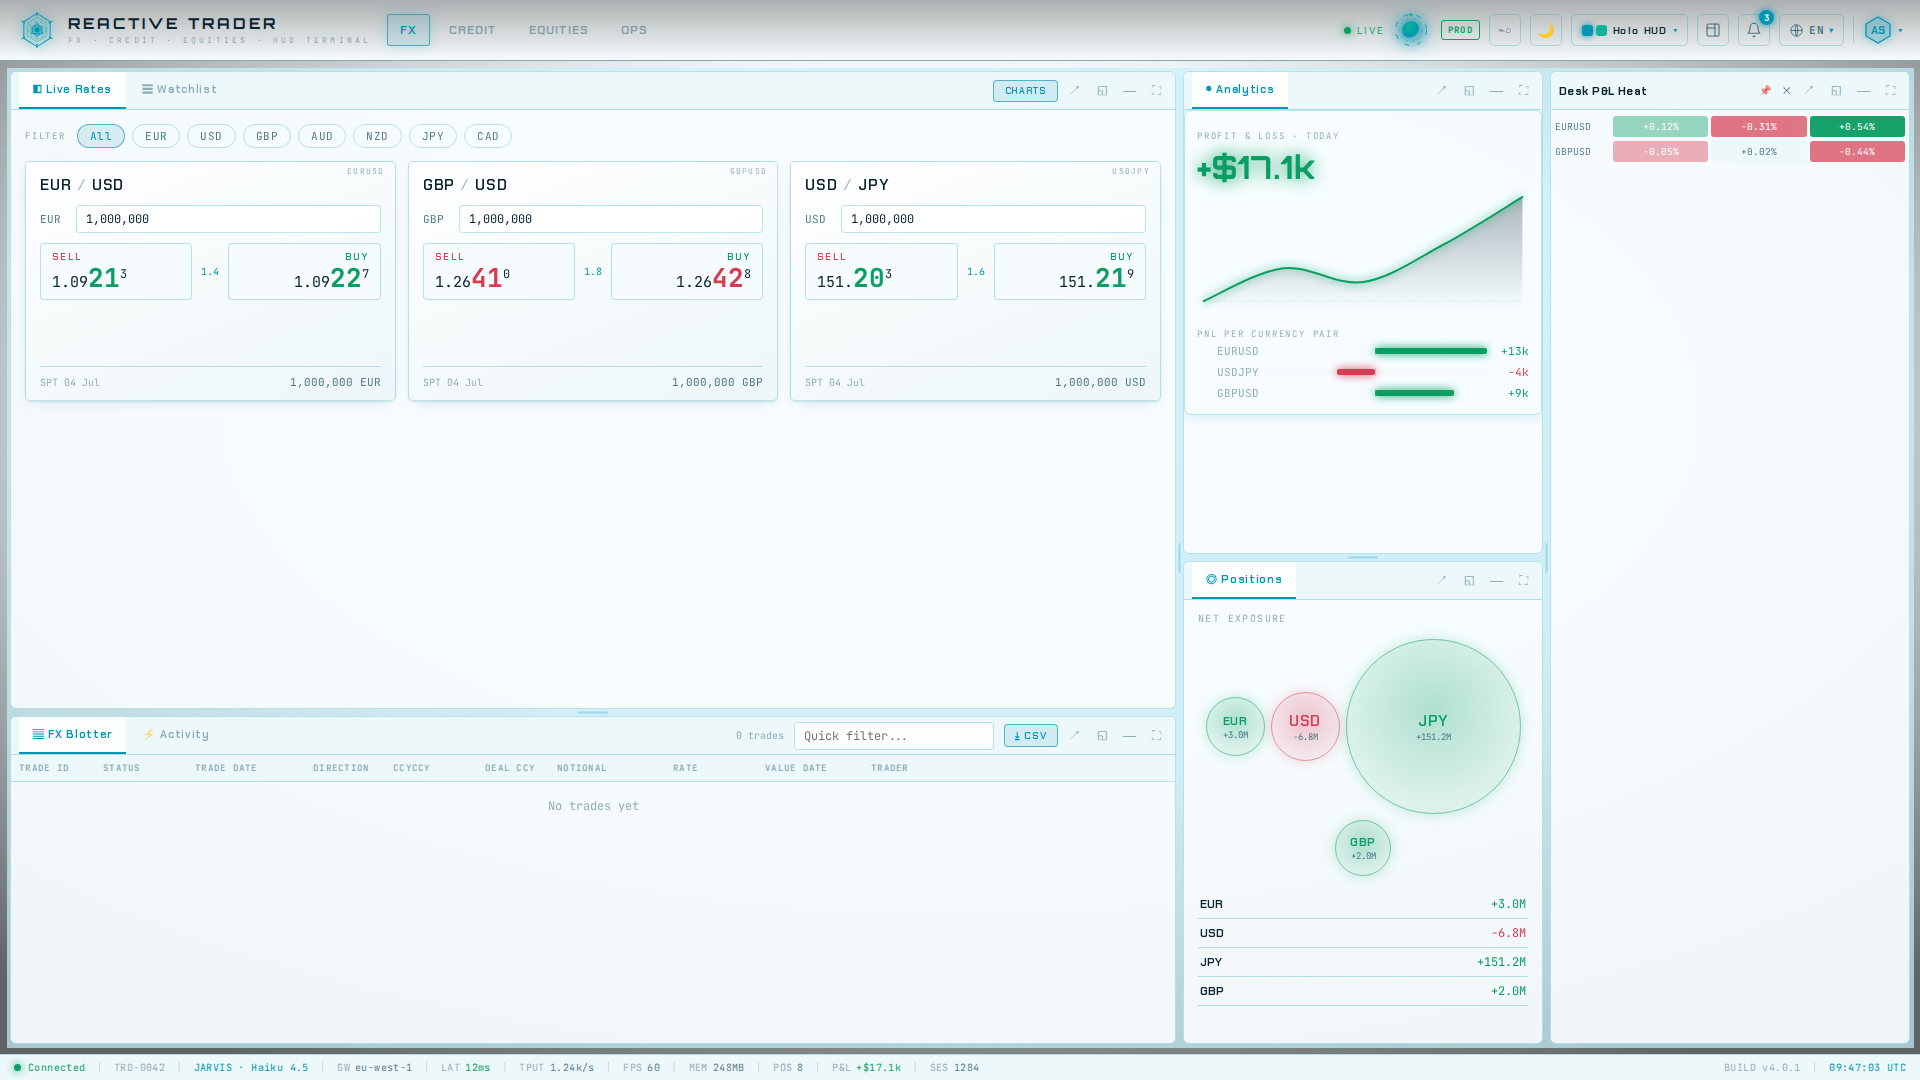 REACTIVE TRADER
FX · CREDIT · EQUITIES · HUD TERMINAL
FX CREDIT EQUITIES OPS
LIVE PROD Holo HUD 3 EN AS
Live Rates Watchlist CHARTS
FILTER All EUR USD GBP AUD NZD JPY CAD
EURUSD
EUR / USD
EUR 1,000,000
SELL BUY
1.09213 1.4 1.09227
SPT 04 Jul 1,000,000 EUR
GBPUSD
GBP / USD
GBP 1,000,000
SELL BUY
1.26410 1.8 1.26428
SPT 04 Jul 1,000,000 GBP
USDJPY
USD / JPY
USD 1,000,000
SELL BUY
151.203 1.6 151.219
SPT 04 Jul 1,000,000 USD
FX Blotter Activity 0 trades Quick filter... CSV
TRADE ID STATUS TRADE DATE DIRECTION CCYCCY DEAL CCY NOTIONAL RATE VALUE DATE TRADER
No trades yet
Analytics
PROFIT & LOSS · TODAY
+$17.1k
PNL PER CURRENCY PAIR
EURUSD +13k
USDJPY -4k
GBPUSD +9k
Positions
NET EXPOSURE
EUR
+3.0M
USD
-6.8M
JPY
+151.2M
GBP
+2.0M
EUR +3.0M
USD -6.8M
JPY +151.2M
GBP +2.0M
Desk P&L Heat
EURUSD +0.12% -0.31% +0.54%
GBPUSD -0.05% +0.02% -0.44%
Connected TRD-0042 JARVIS · Haiku 4.5 GW eu-west-1 LAT 12ms TPUT 1.24k/s FPS 60 MEM 248MB POS 8 P&L +$17.1k SES 1284 BUILD v4.0.1 09:47:03 UTC